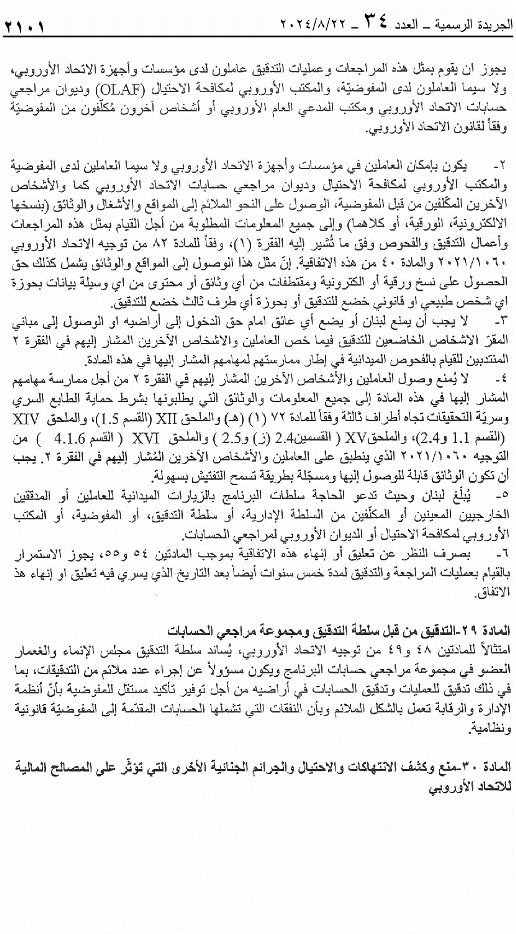 الجريدة الرسمية – العدد ٣٤ – ٢٠٢٤/٨/٢٢
٢١٠١
يجوز ان يقوم بمثل هذه المراجعات وعمليات التدقيق عاملون لدى مؤسسات وأجهزة الاتحاد الأوروبي،
ولا سيما العاملون لدى المفوضيّة، والمكتب الأوروبي لمكافحة الاحتيال (OLAF) وديوان مراجعي
حسابات الاتحاد الأوروبي ومكتب المدعي العام الأوروبي أو أشخاص آخرون مُكلّفون من المفوضيّة
وفقاً لقانون الاتحاد الأوروبي.
٢- يكون بإمكان العاملين في مؤسسات وأجهزة الاتحاد الأوروبي ولا سيما العاملين لدى المفوضية
والمكتب الأوروبي لمكافحة الاحتيال وديوان مراجعي حسابات الاتحاد الأوروبي كما والأشخاص
الآخرين المكلّفين من قبل المفوضية، الوصول على النحو الملائم إلى المواقع والأشغال والوثائق (بنسخها
الالكترونية، الورقية، أو كلاهما) وإلى جميع المعلومات المطلوبة من أجل القيام بمثل هذه المراجعات
وأعمال التدقيق والفحوص وفق ما تُشير إليه الفقرة (١)، وفقاً للمادة ٨٢ من توجيه الاتحاد الأوروبي
٢٠٢١/١٠٦٠ والمادة ٤٠ من هذه الاتفاقية. إنّ مثل هذا الوصول إلى المواقع والوثائق يشمل كذلك حق
الحصول على نسخ ورقية أو الكترونية ومقتطفات من أي وثائق أو محتوى من اي وسيلة بيانات بحوزة
اي شخص طبيعي او قانوني خضع للتدقيق أو بحوزة أي طرف ثالث خضع للتدقيق.
٣- لا يجب أن يمنع لبنان أو يضع أي عائق امام حق الدخول إلى أراضيه او الوصول إلى مباني
المقرّ الاشخاص الخاضعين للتدقيق فيما خص العاملين والاشخاص الآخرين المشار إليهم في الفقرة ٢
المنتدبين للقيام بالفحوص الميدانية في إطار ممارستهم لمهامهم المشار إليها في هذه المادة.
٤- لا يُمنع وصول العاملين والأشخاص الآخرين المشار إليهم في الفقرة ٢ من أجل ممارسة مهامهم
المشار إليها في هذه المادة إلى جميع المعلومات والوثائق التي يطلبونها بشرط حماية الطابع السري
وسريّة التحقيقات تجاه أطراف ثالثة وفقاً للمادة ٧٢ (١) (هـ) والملحق XII (القسم 1.5)، والملحق XIV
(القسم 1.1 و2.4)، والملحقXV ( القسمين2.4 (ز) و2.5 ) والملحق XVI ( القسم 4.1.6 ) من
التوجيه ٢٠٢١/١٠٦٠ الذي ينطبق على العاملين والأشخاص الآخرين المُشار إليهم في الفقرة ٢. يجب
أن تكون الوثائق قابلة للوصول إليها ومسجّلة بطريقة تسمح التفتيش بسهولة.
٥- يُبلّغ لبنان وحيث تدعو الحاجة سلطات البرنامج بالزيارات الميدانية للعاملين أو المدققين
الخارجيين المعينين أو المكلّفين من السلطة الإدارية، أو سلطة التدقيق، أو المفوضية، أو المكتب
الأوروبي لمكافحة الاحتيال أو الديوان الأوروبي لمراجعي الحسابات.
٦- بصرف النظر عن تعليق أو إنهاء هذه الاتفاقية بموجب المادتين ٥٤ و٥٥، يجوز الاستمرار
بالقيام بعمليات المراجعة والتدقيق لمدة خمس سنوات أيضاً بعد التاريخ الذي يسري فيه تعليق او إنهاء هذ
الاتفاق.
المادة ٢٩-التدقيق من قبل سلطة التدقيق ومجموعة مراجعي الحسابات
امتثالاً للمادتين ٤٨ و٤٩ من توجيه الاتحاد الأوروبي، يُساند سلطة التدقيق مجلس الإنماء والغعمار
العضو في مجموعة مراجعي حسابات البرنامج ويكون مسؤولاً عن إجراء عدد ملائم من التدقيقات، بما
في ذلك تدقيق للعمليات وتدقيق الحسابات في أراضيه من أجل توفير تأكيد مستقل للمفوضية بأنّ أنظمة
الإدارة والرقابة تعمل بالشكل الملائم وبأن النفقات التي تشملها الحسابات المقدّمة إلى المفوضيّة قانونية
ونظامية.
المادة ٣٠-منع وكشف الانتهاكات والاحتيال والجرائم الجنائية الأخرى التي تؤثّر على المصالح المالية
للاتحاد الأوروبي